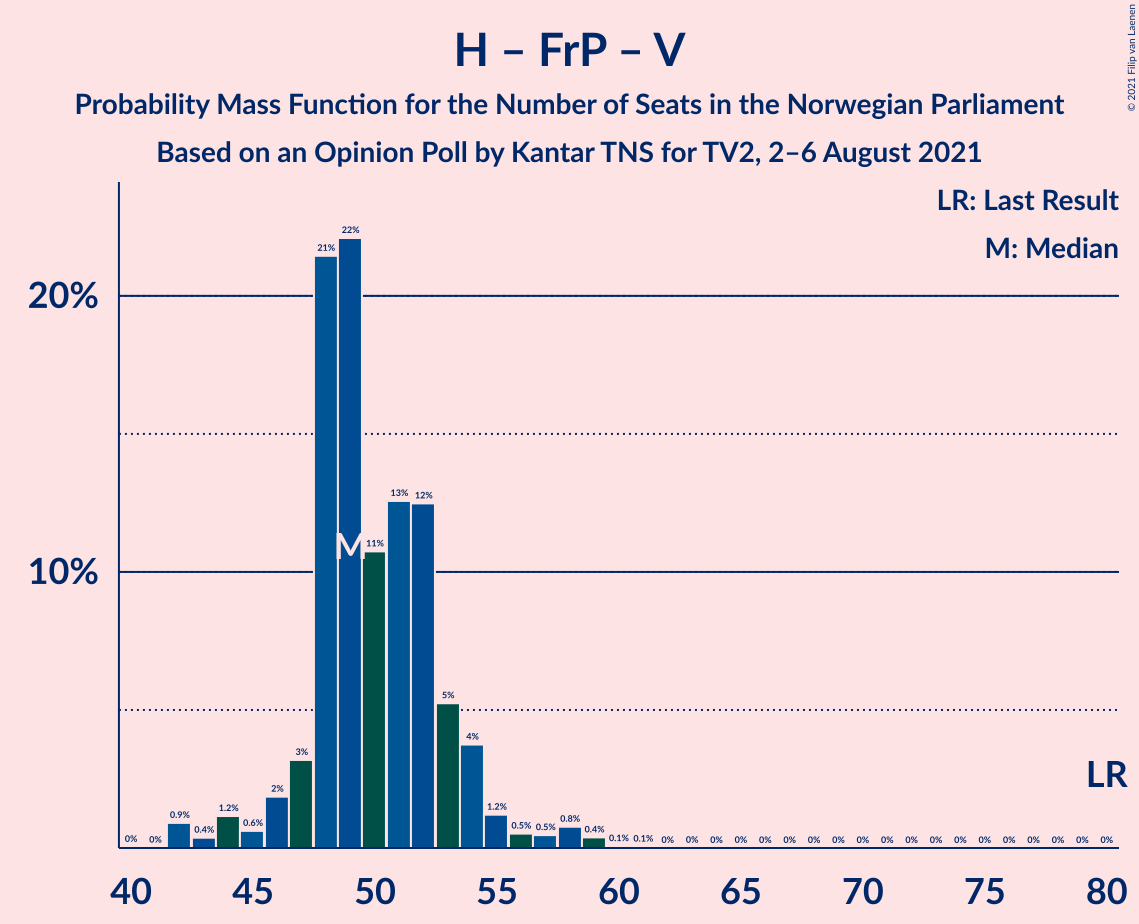 H – FrP – V
Probability Mass Function for the Number of Seats in the Norwegian Parliament
Based on an Opinion Poll by Kantar TNS for TV2, 2–6 August 2021
© 2021 Filip van Laenen
LR: Last Result
M: Median
20%
10%
0% 0% 0.9% 0.4% 1.2% 0.6% 2% 3% 21% 22% 11% 13% 12% 5% 4% 1.2% 0.5% 0.5% 0.8% 0.4% 0.1% 0.1% 0% 0% 0% 0% 0% 0% 0% 0% 0% 0% 0% 0% 0% 0% 0% 0% 0% 0% 0%
M
LR
40 45 50 55 60 65 70 75 80